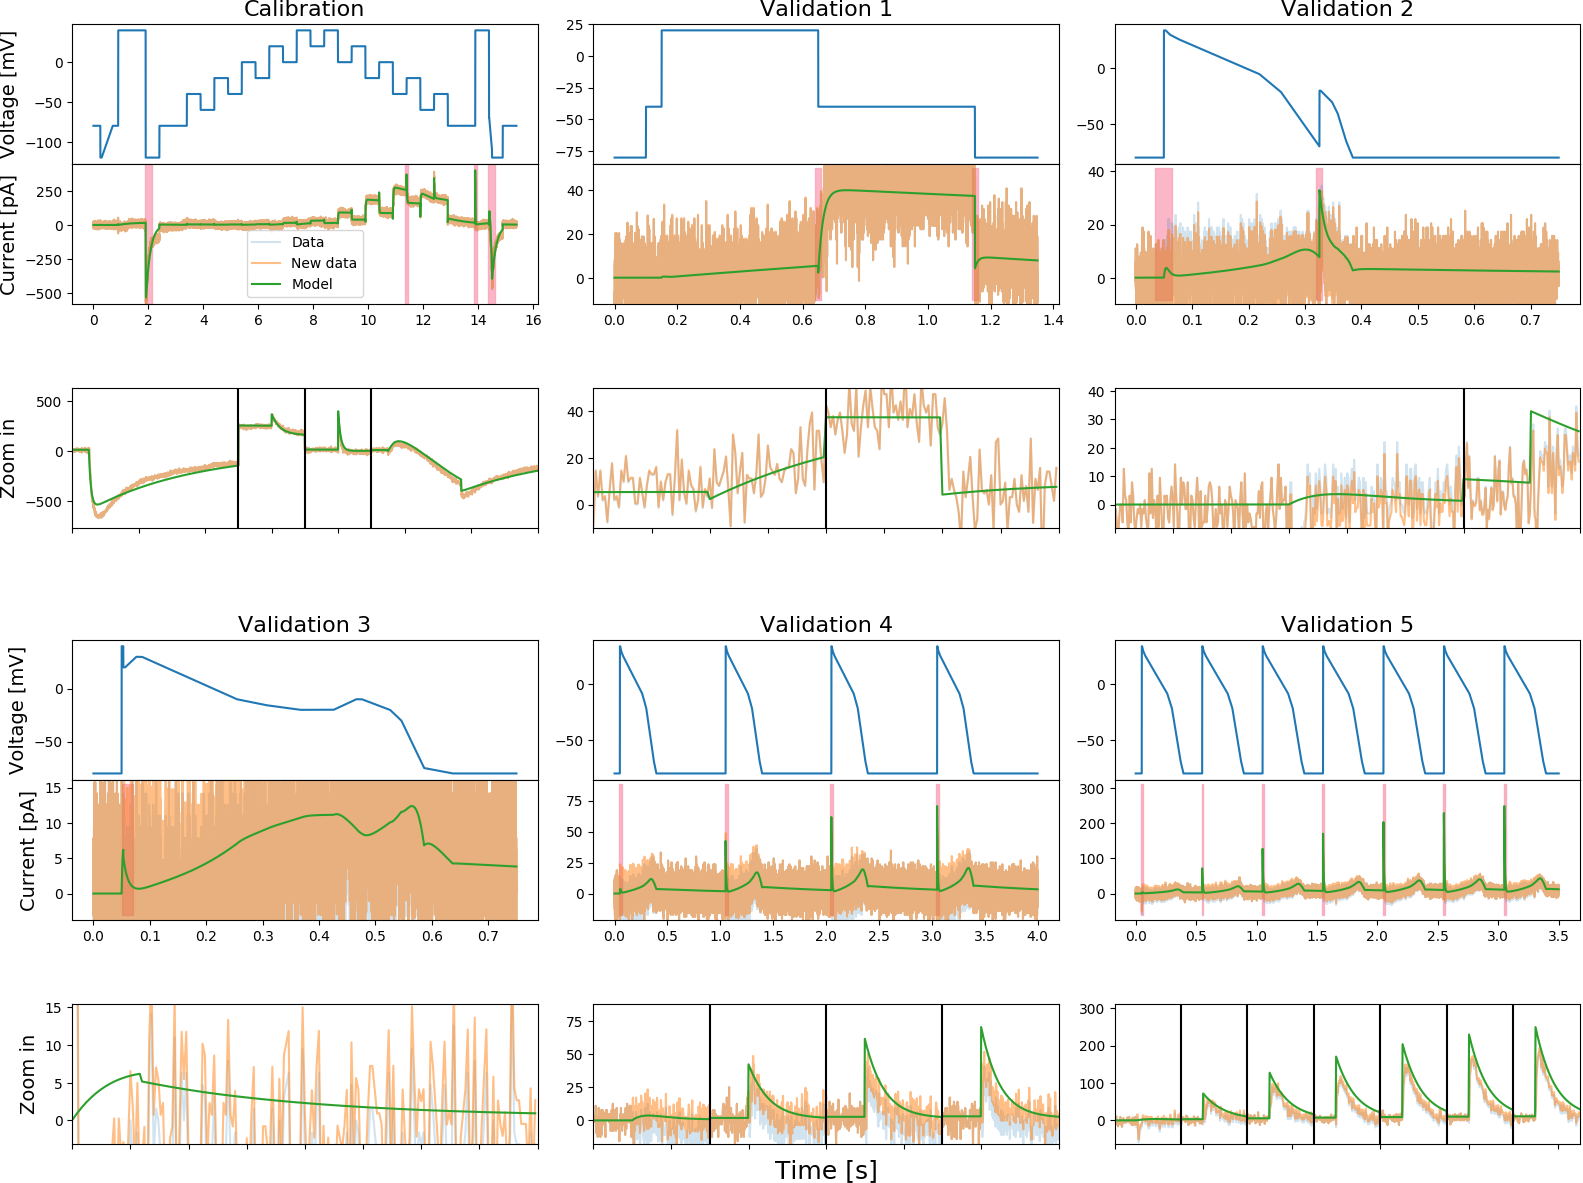 Calibration
Validation 1
Validation 2
Voltage [mV]
0
−50
−100
25
0
−25
−50
−75
0
−50
Current [pA]
250
0
−250
−500
Data
New data
Model
40
20
0
40
20
0
0 2 4 6 8 10 12 14 16
0.0 0.2 0.4 0.6 0.8 1.0 1.2 1.4
0.0 0.1 0.2 0.3 0.4 0.5 0.6 0.7
Zoom in
500
0
−500
40
20
0
40
30
20
10
0
Validation 3
Validation 4
Validation 5
Voltage [mV]
0
−50
0
−50
0
−50
Current [pA]
15
10
5
0
75
50
25
0
300
200
100
0
0.0 0.1 0.2 0.3 0.4 0.5 0.6 0.7
0.0 0.5 1.0 1.5 2.0 2.5 3.0 3.5 4.0
0.0 0.5 1.0 1.5 2.0 2.5 3.0 3.5
Zoom in
15
10
5
0
75
50
25
0
300
200
100
0
Time [s]